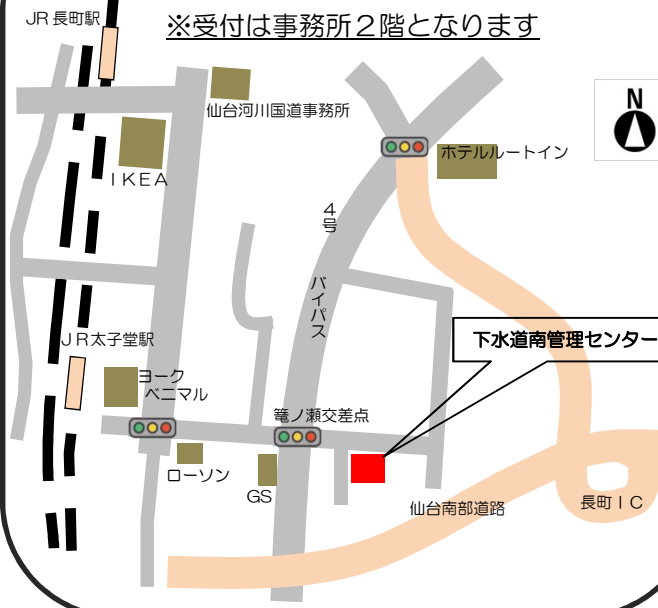 JR 長町駅
※受付は事務所２階となります
仙台河川国道事務所
N
ホテルルートイン
ＩＫＥＡ
４号
バイパス
ＪＲ太子堂駅
下水道南管理センター
ヨーク
ベニマル
篭ノ瀬交差点
ローソン
GS
仙台南部道路
長町ＩＣ